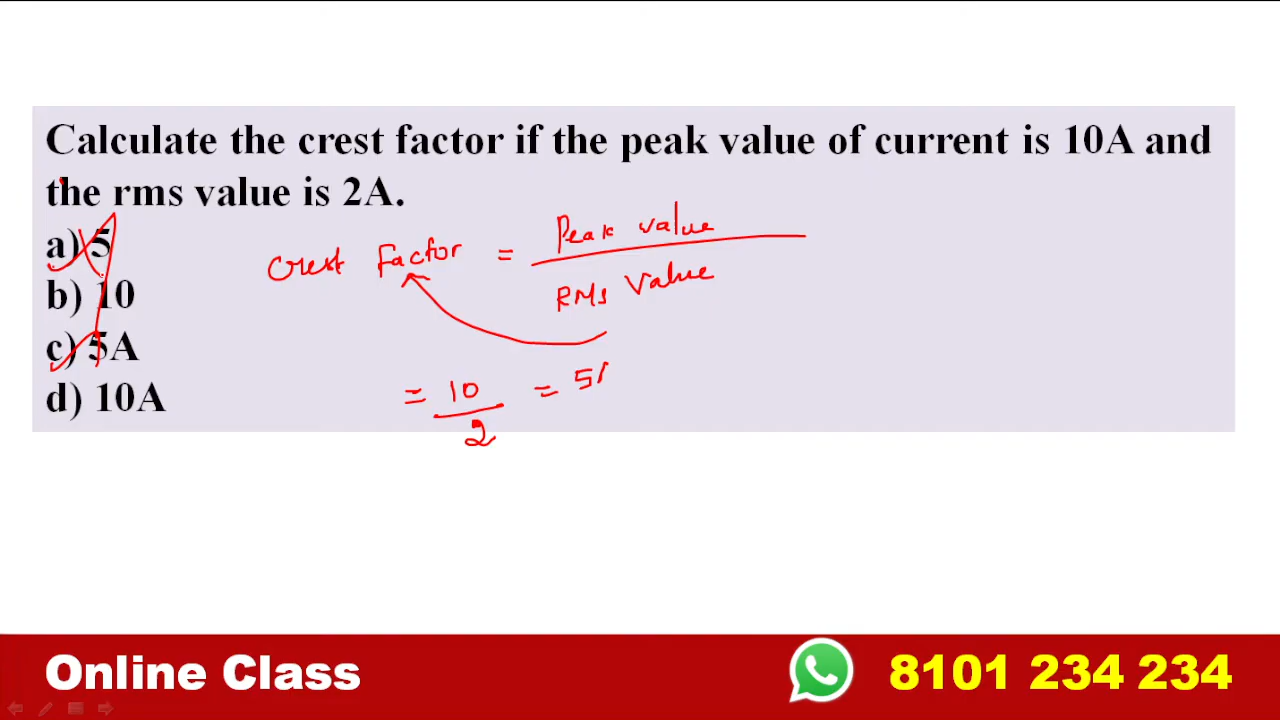 Calculate the crest factor if the peak value of current is 10A and
the rms value is 2A.
a) 5
b) 10
c) 5A
d) 10A
Crest Factor = Peak value
RMS Value
= 10 = 5
2
Online Class
8101 234 234